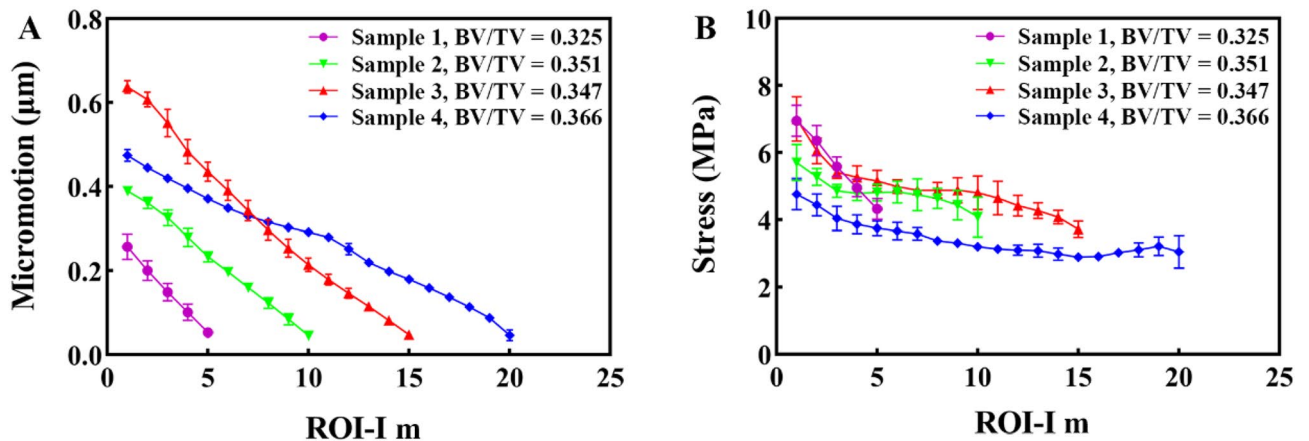 A
Micromotion (μm)
0.8
0.6
0.4
0.2
0.0
0
5
10
15
20
25
ROI-I m
Sample 1, BV/TV = 0.325
Sample 2, BV/TV = 0.351
Sample 3, BV/TV = 0.347
Sample 4, BV/TV = 0.366
B
Stress (MPa)
10
8
6
4
2
0
0
5
10
15
20
25
ROI-I m
Sample 1, BV/TV = 0.325
Sample 2, BV/TV = 0.351
Sample 3, BV/TV = 0.347
Sample 4, BV/TV = 0.366